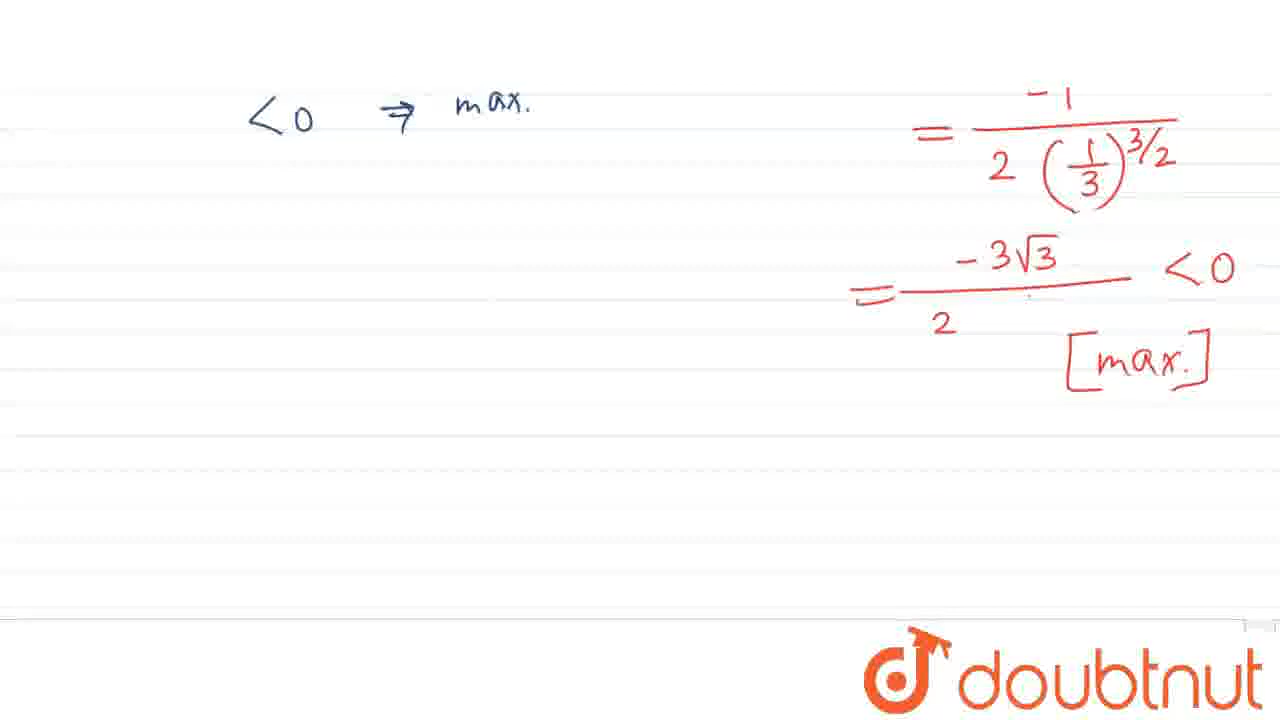 < 0 ⇒ max.
= -1 / 2 (1/3)^3/2
= -3√3 / 2 < 0
[max.]
doubtnut